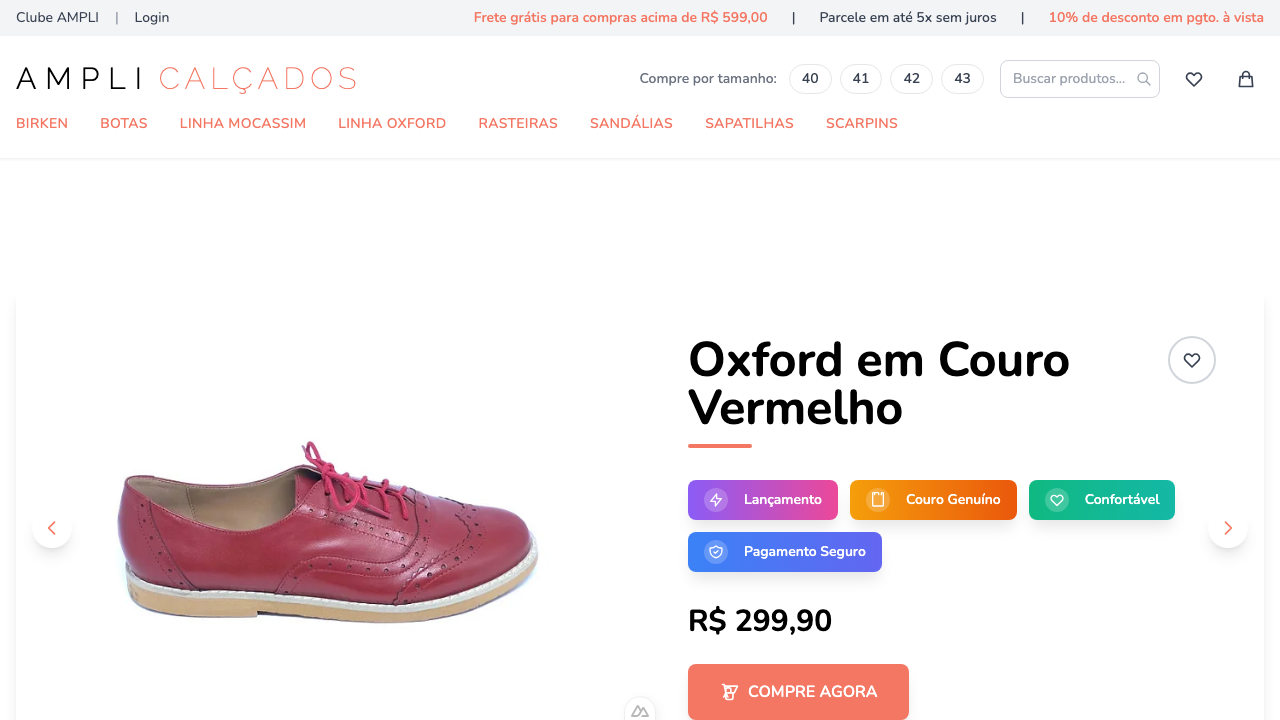 Clube AMPLI | Login
Frete grátis para compras acima de R$ 599,00 | Parcele em até 5x sem juros | 10% de desconto em pgto. à vista
AMPLI CALÇADOS
Compre por tamanho: 40 41 42 43
Buscar produtos...
BIRKEN BOTAS LINHA MOCASSIM LINHA OXFORD RASTEIRAS SANDÁLIAS SAPATILHAS SCARPINS
Oxford em Couro
Vermelho
Lançamento Couro Genuíno Confortável
Pagamento Seguro
R$ 299,90
COMPRE AGORA